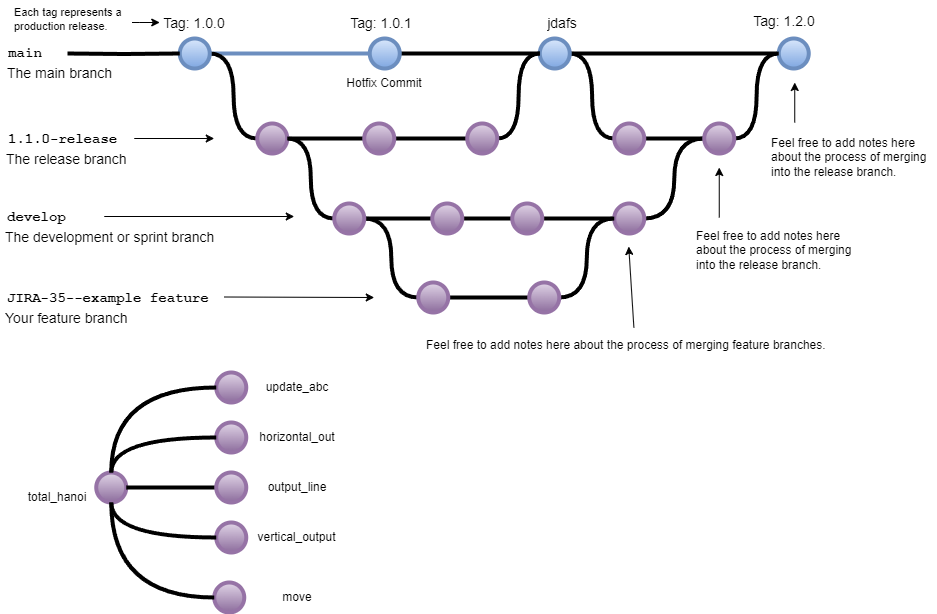 Each tag represents a
production release.
Tag: 1.0.0
Tag: 1.0.1
jdafs
Tag: 1.2.0
main
The main branch
Hotfix Commit
1.1.0-release
The release branch
Feel free to add notes here
about the process of merging
into the release branch.
develop
The development or sprint branch
Feel free to add notes here
about the process of merging
into the release branch.
JIRA-35--example feature
Your feature branch
Feel free to add notes here about the process of merging feature branches.
update_abc
horizontal_out
total_hanoi
output_line
vertical_output
move